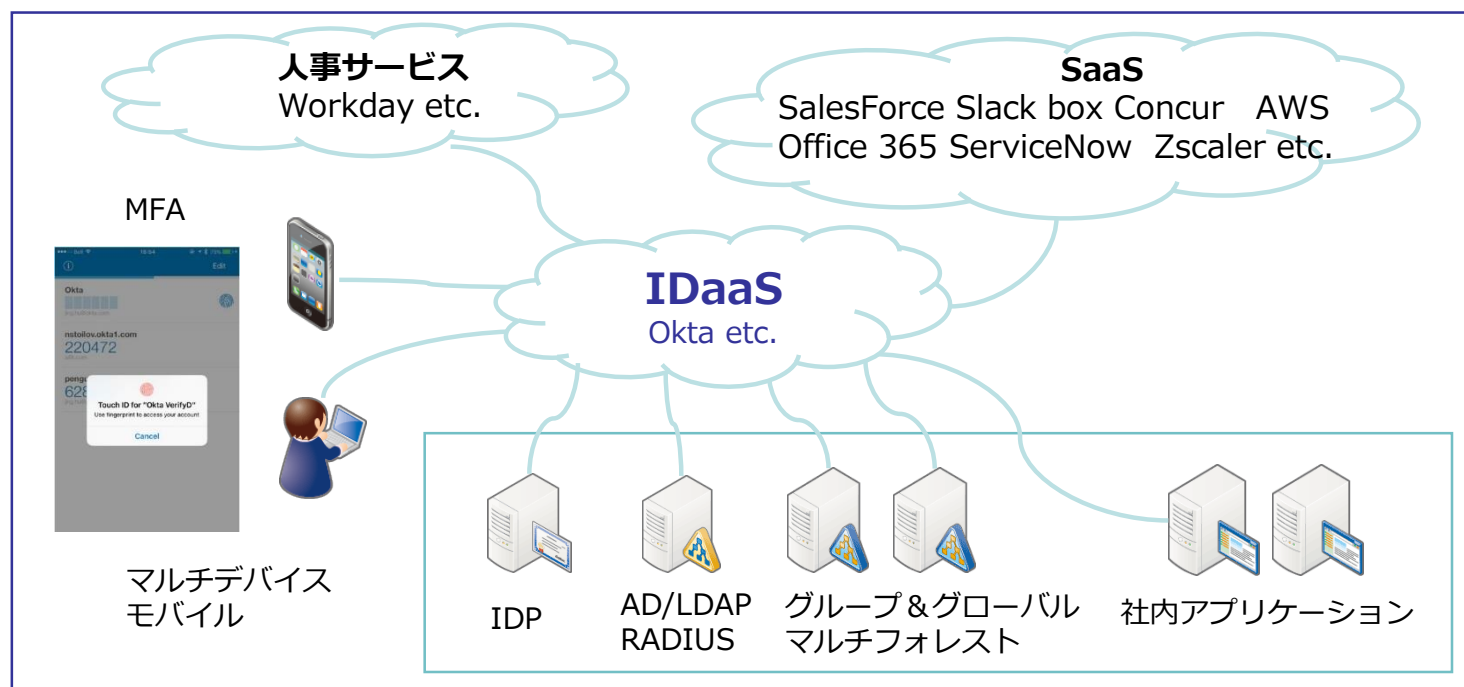 人事サービス
Workday etc.
SaaS
SalesForce Slack box Concur AWS
Office 365 ServiceNow Zscaler etc.
MFA
19:04
Edit
Okta
nstoilov.okta1.com
220472
628
Touch ID for "Okta VerifyD"
Use fingerprint to access your account
Cancel
IDaaS
Okta etc.
マルチデバイス
モバイル
IDP
AD/LDAP
RADIUS
グループ＆グローバル
マルチフォレスト
社内アプリケーション